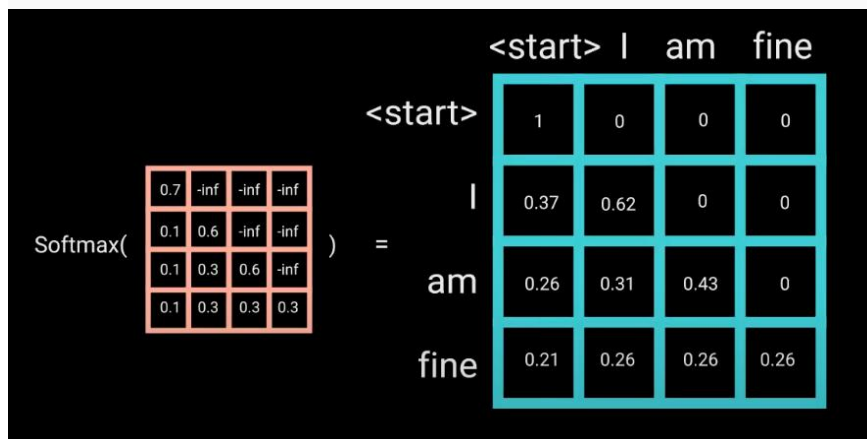 <start> I am fine
<start> 1 0 0 0
0.7 -inf -inf -inf
I 0.37 0.62 0 0
0.1 0.6 -inf -inf
Softmax( ) =
0.1 0.3 0.6 -inf
am 0.26 0.31 0.43 0
0.1 0.3 0.3 0.3
fine 0.21 0.26 0.26 0.26